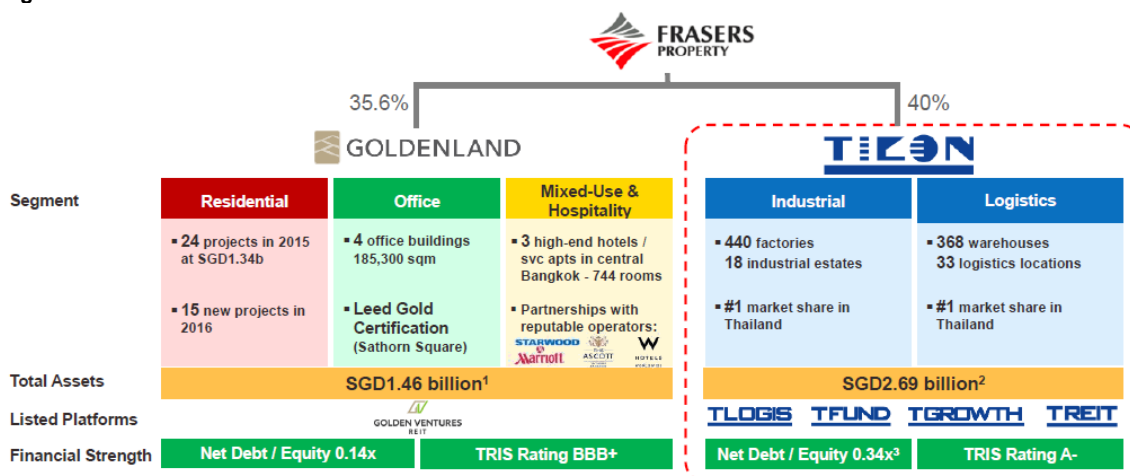 FRASERS
PROPERTY
35.6%
40%
GOLDENLAND
TICON
Segment
Residential
Office
Mixed-Use &
Hospitality
Industrial
Logistics
▪ 24 projects in 2015
at SGD1.34b
▪ 15 new projects in
2016
▪ 4 office buildings
185,300 sqm
▪ Leed Gold
Certification
(Sathorn Square)
▪ 3 high-end hotels /
svc apts in central
Bangkok - 744 rooms
▪ Partnerships with
reputable operators:
STARWOOD
Marriott
THE
ASCOTT
W
HOTELS
WORLDWIDE
▪ 440 factories
18 industrial estates
▪ #1 market share in
Thailand
▪ 368 warehouses
33 logistics locations
▪ #1 market share in
Thailand
Total Assets
SGD1.46 billion¹
SGD2.69 billion²
Listed Platforms
GOLDEN VENTURES
REIT
TLOGIS TFUND TGROWTH TREIT
Financial Strength
Net Debt / Equity 0.14x
TRIS Rating BBB+
Net Debt / Equity 0.34x³
TRIS Rating A-